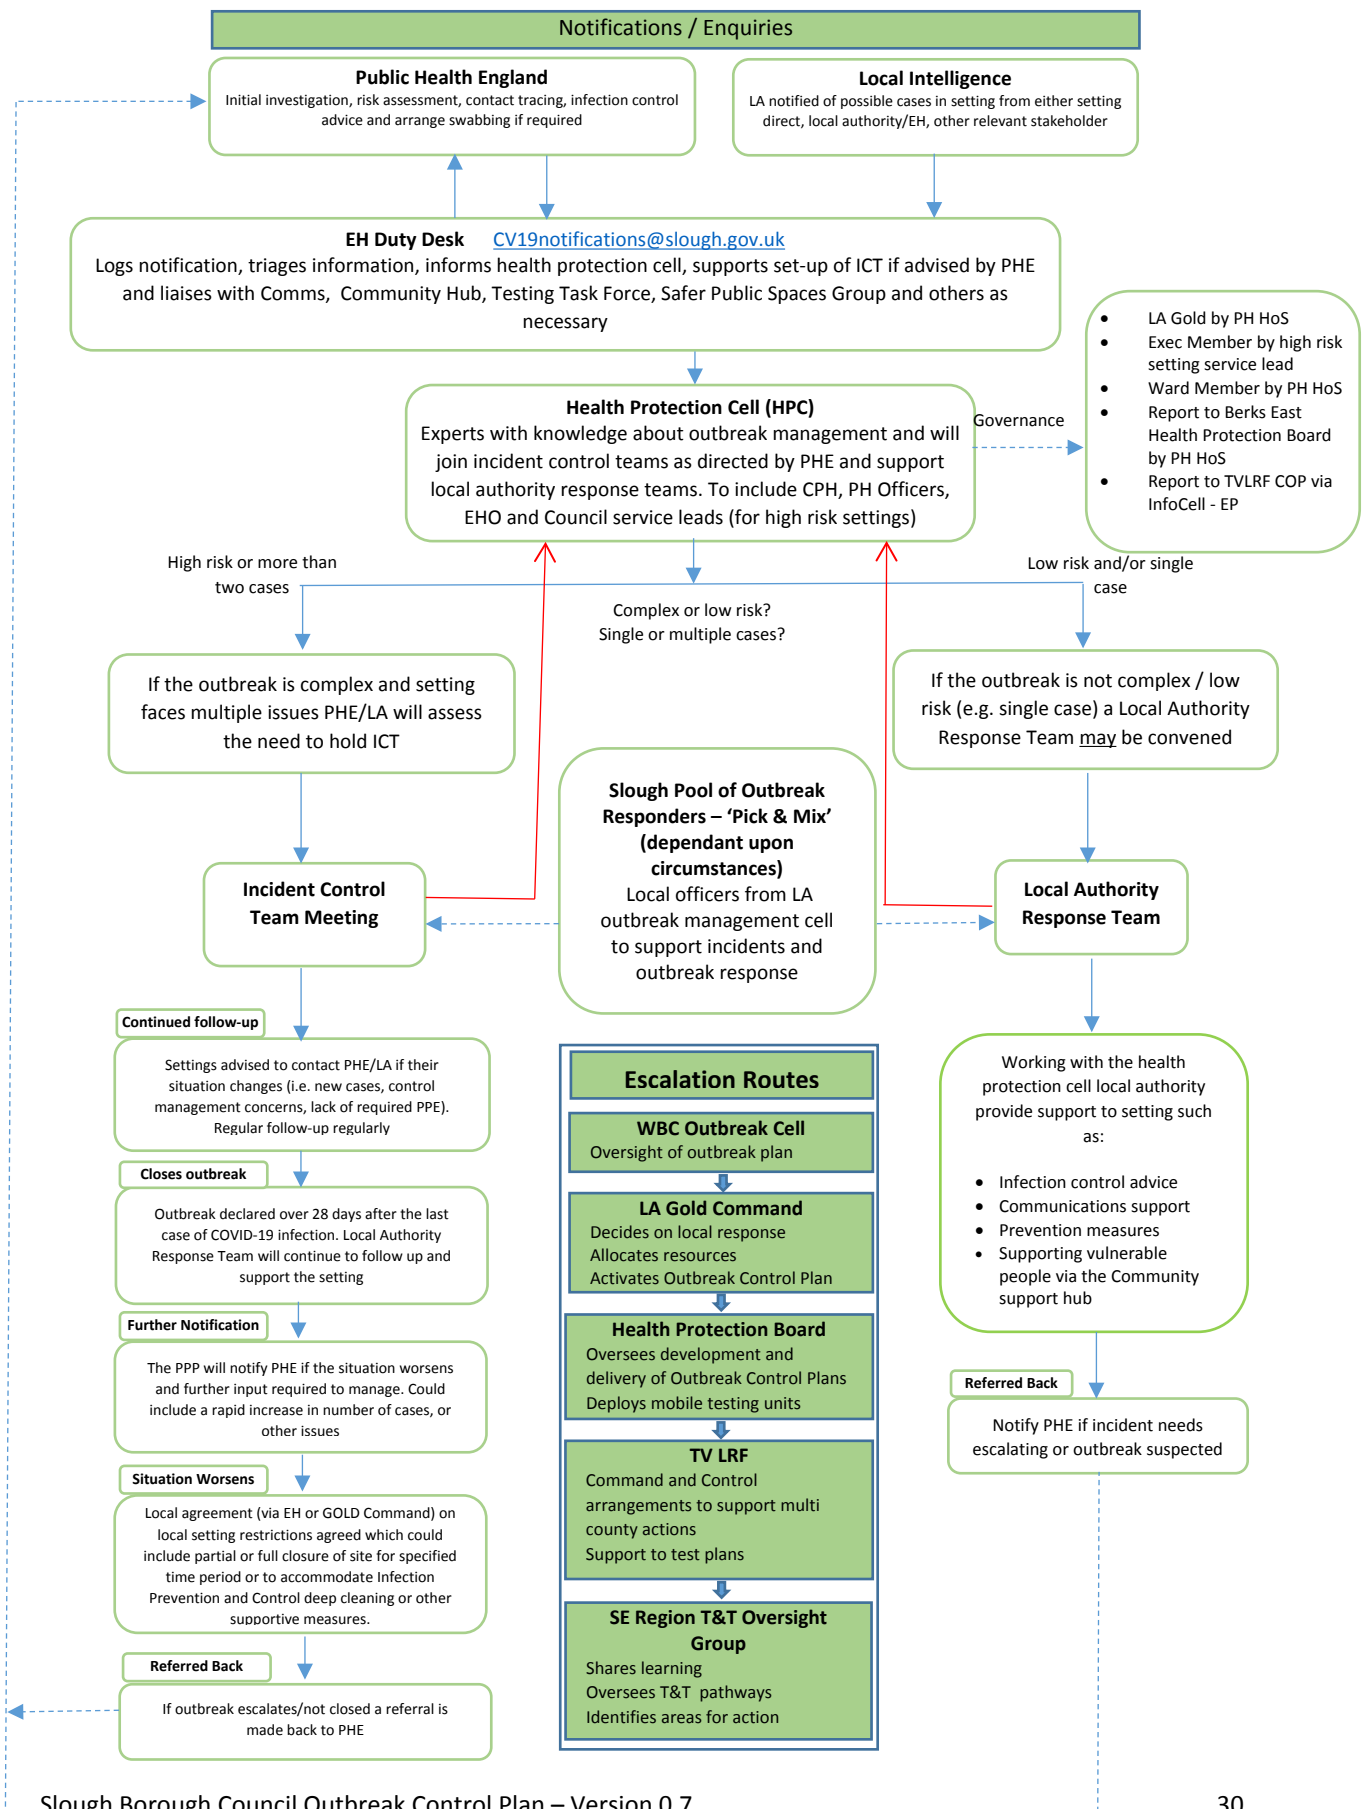 Notifications / Enquiries
Public Health England
Initial investigation, risk assessment, contact tracing, infection control
advice and arrange swabbing if required
Local Intelligence
LA notified of possible cases in setting from either setting
direct, local authority/EH, other relevant stakeholder
EH Duty Desk CV19notifications@slough.gov.uk
Logs notification, triages information, informs health protection cell, supports set-up of ICT if advised by PHE
and liaises with Comms, Community Hub, Testing Task Force, Safer Public Spaces Group and others as
necessary
• LA Gold by PH HoS
• Exec Member by high risk
setting service lead
• Ward Member by PH HoS
• Report to Berks East
Health Protection Board
by PH HoS
• Report to TVLRF COP via
InfoCell - EP
Health Protection Cell (HPC)
Experts with knowledge about outbreak management and will
join incident control teams as directed by PHE and support
local authority response teams. To include CPH, PH Officers,
EHO and Council service leads (for high risk settings)
Governance
High risk or more than
two cases
Complex or low risk?
Single or multiple cases?
Low risk and/or single
case
If the outbreak is complex and setting
faces multiple issues PHE/LA will assess
the need to hold ICT
If the outbreak is not complex / low
risk (e.g. single case) a Local Authority
Response Team may be convened
Slough Pool of Outbreak
Responders – ‘Pick & Mix’
(dependant upon
circumstances)
Local officers from LA
outbreak management cell
to support incidents and
outbreak response
Incident Control
Team Meeting
Local Authority
Response Team
Continued follow-up
Settings advised to contact PHE/LA if their
situation changes (i.e. new cases, control
management concerns, lack of required PPE).
Regular follow-up regularly
Closes outbreak
Outbreak declared over 28 days after the last
case of COVID-19 infection. Local Authority
Response Team will continue to follow up and
support the setting
Further Notification
The PPP will notify PHE if the situation worsens
and further input required to manage. Could
include a rapid increase in number of cases, or
other issues
Situation Worsens
Local agreement (via EH or GOLD Command) on
local setting restrictions agreed which could
include partial or full closure of site for specified
time period or to accommodate Infection
Prevention and Control deep cleaning or other
supportive measures.
Referred Back
If outbreak escalates/not closed a referral is
made back to PHE
Escalation Routes
WBC Outbreak Cell
Oversight of outbreak plan
LA Gold Command
Decides on local response
Allocates resources
Activates Outbreak Control Plan
Health Protection Board
Oversees development and
delivery of Outbreak Control Plans
Deploys mobile testing units
TV LRF
Command and Control
arrangements to support multi
county actions
Support to test plans
SE Region T&T Oversight
Group
Shares learning
Oversees T&T pathways
Identifies areas for action
Working with the health
protection cell local authority
provide support to setting such
as:
• Infection control advice
• Communications support
• Prevention measures
• Supporting vulnerable
people via the Community
support hub
Referred Back
Notify PHE if incident needs
escalating or outbreak suspected
Slough Borough Council Outbreak Control Plan – Version 0.7 30